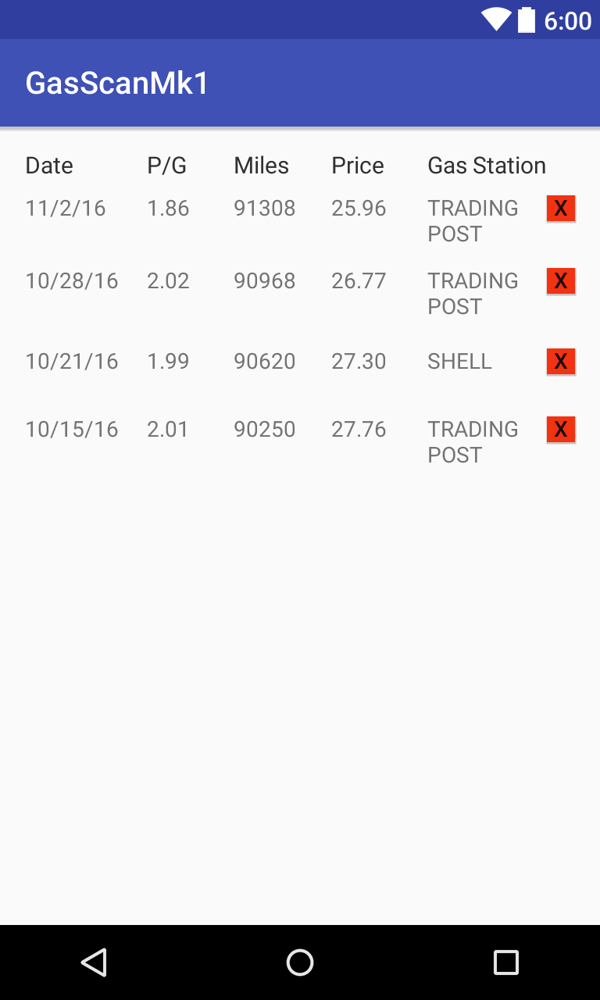 6:00
GasScanMk1
Date P/G Miles Price Gas Station
11/2/16 1.86 91308 25.96 TRADING X
POST
10/28/16 2.02 90968 26.77 TRADING X
POST
10/21/16 1.99 90620 27.30 SHELL X
10/15/16 2.01 90250 27.76 TRADING X
POST